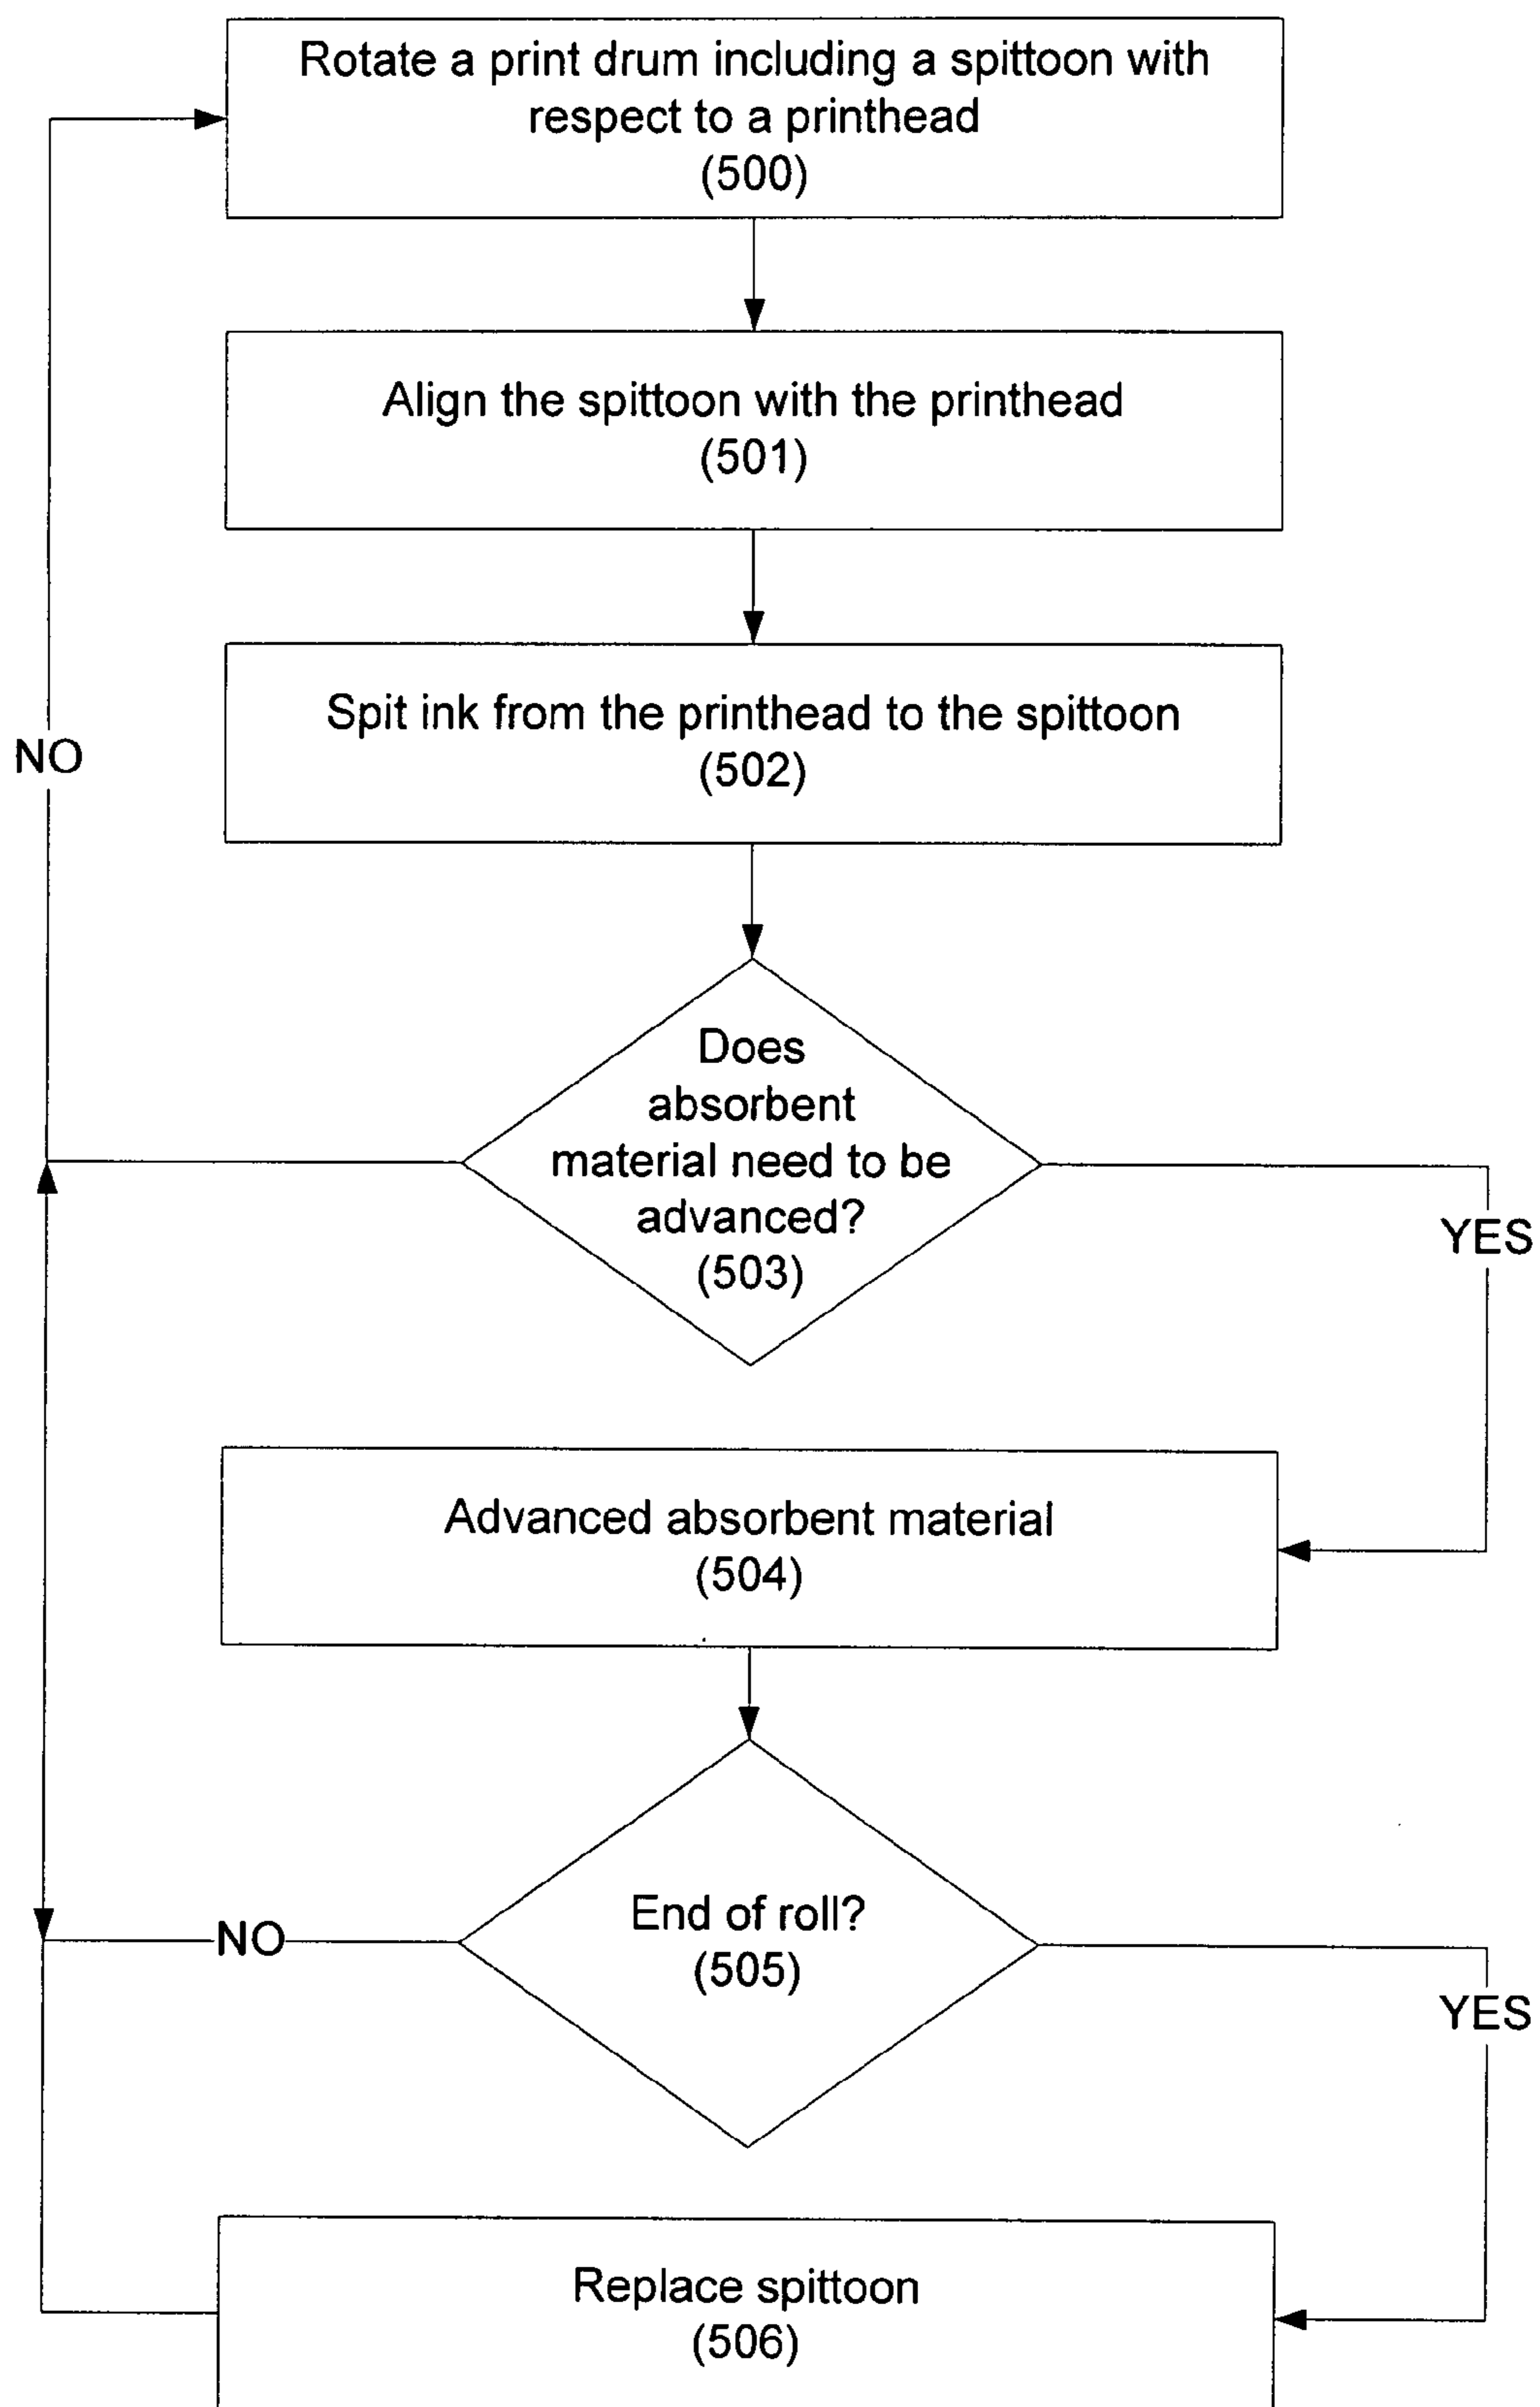 Rotate a print drum including a spittoon with
respect to a printhead
(500)
Align the spittoon with the printhead
(501)
Spit ink from the printhead to the spittoon
(502)
NO
Does
absorbent
material need to be
advanced?
(503)
YES
Advanced absorbent material
(504)
End of roll?
(505)
NO
YES
Replace spittoon
(506)